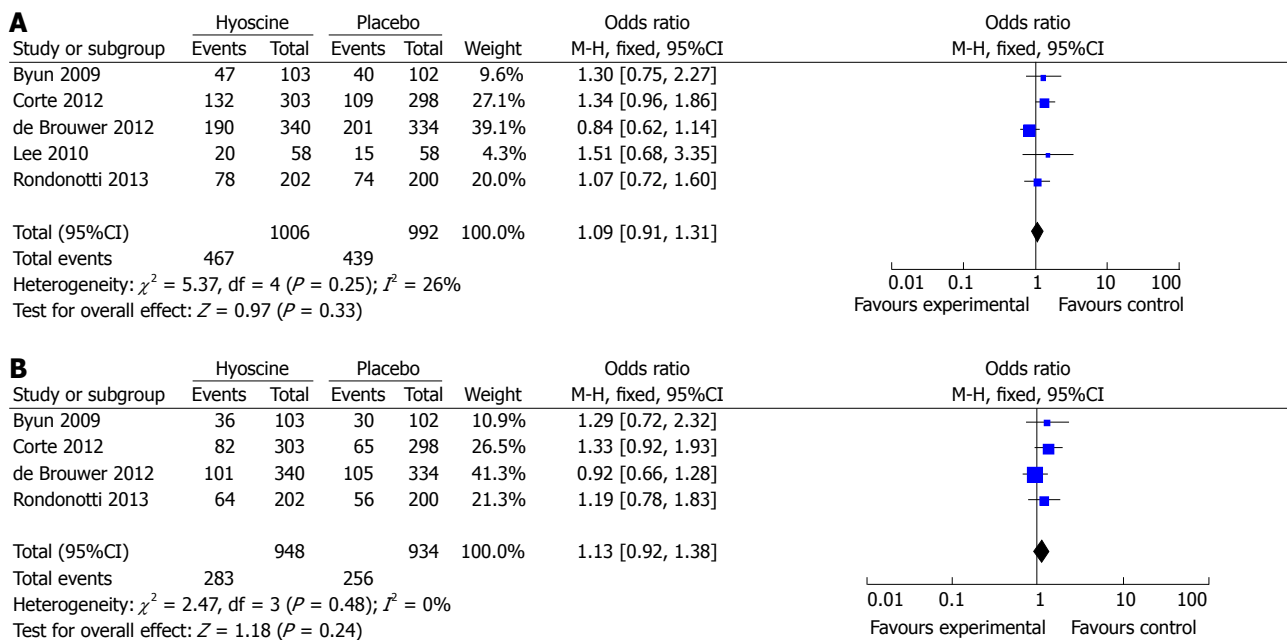 A
Hyoscine Placebo Odds ratio Odds ratio
Study or subgroup Events Total Events Total Weight M-H, fixed, 95%CI M-H, fixed, 95%CI
Byun 2009 47 103 40 102 9.6% 1.30 [0.75, 2.27]
Corte 2012 132 303 109 298 27.1% 1.34 [0.96, 1.86]
de Brouwer 2012 190 340 201 334 39.1% 0.84 [0.62, 1.14]
Lee 2010 20 58 15 58 4.3% 1.51 [0.68, 3.35]
Rondonotti 2013 78 202 74 200 20.0% 1.07 [0.72, 1.60]
Total (95%CI) 1006 992 100.0% 1.09 [0.91, 1.31]
Total events 467 439
Heterogeneity: χ² = 5.37, df = 4 (P = 0.25); I² = 26%
Test for overall effect: Z = 0.97 (P = 0.33)
0.01 0.1 1 10 100
Favours experimental Favours control
B
Hyoscine Placebo Odds ratio Odds ratio
Study or subgroup Events Total Events Total Weight M-H, fixed, 95%CI M-H, fixed, 95%CI
Byun 2009 36 103 30 102 10.9% 1.29 [0.72, 2.32]
Corte 2012 82 303 65 298 26.5% 1.33 [0.92, 1.93]
de Brouwer 2012 101 340 105 334 41.3% 0.92 [0.66, 1.28]
Rondonotti 2013 64 202 56 200 21.3% 1.19 [0.78, 1.83]
Total (95%CI) 948 934 100.0% 1.13 [0.92, 1.38]
Total events 283 256
Heterogeneity: χ² = 2.47, df = 3 (P = 0.48); I² = 0%
Test for overall effect: Z = 1.18 (P = 0.24)
0.01 0.1 1 10 100
Favours experimental Favours control